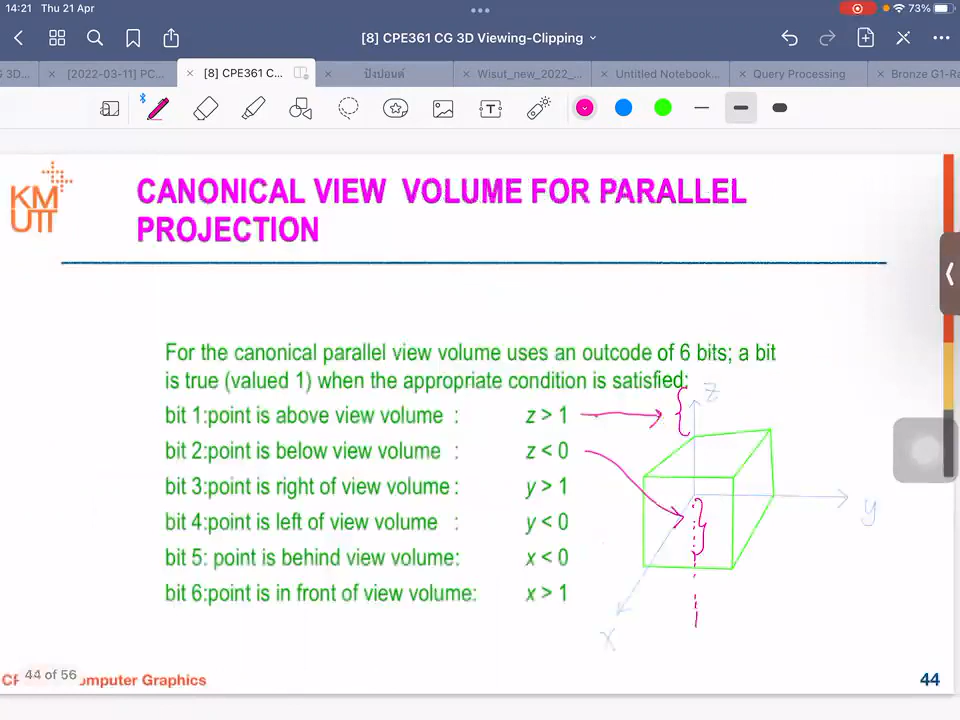 14:21 Thu 21 Apr
73%
[8] CPE361 CG 3D Viewing-Clipping
3D...
[2022-03-11] PC...
[8] CPE361 C...
ปังปอนด์
Wisut_new_2022_...
Untitled Notebook...
Query Processing
Bronze G1-Ra
T
KM
UTT
CANONICAL VIEW VOLUME FOR PARALLEL
PROJECTION
For the canonical parallel view volume uses an outcode of 6 bits; a bit
is true (valued 1) when the appropriate condition is satisfied:
bit 1:point is above view volume : z > 1
bit 2:point is below view volume : z < 0
bit 3:point is right of view volume : y > 1
bit 4:point is left of view volume : y < 0
bit 5: point is behind view volume: x < 0
bit 6:point is in front of view volume: x > 1
z
y
x
44 of 56
CP
mputer Graphics
44